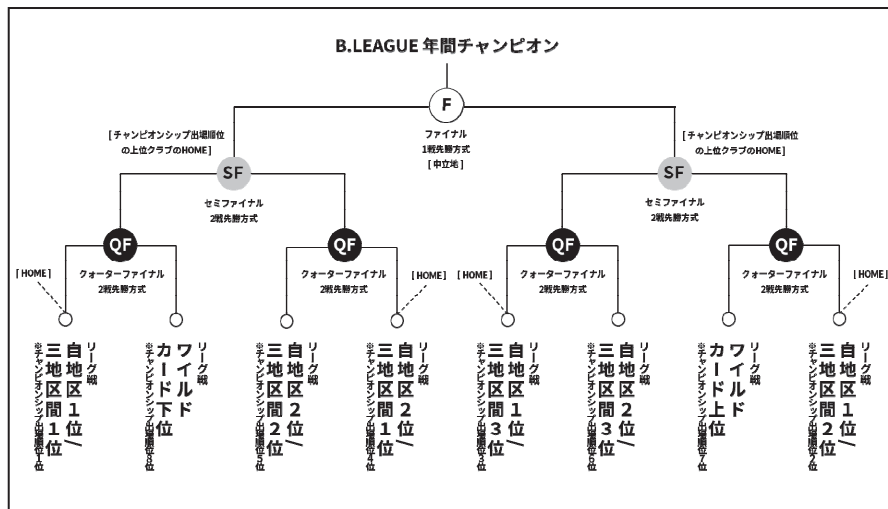 B.LEAGUE 年間チャンピオン
F
ファイナル
1戦先勝方式
[中立地]
[チャンピオンシップ出場順位
の上位クラブのHOME]
SF
セミファイナル
2戦先勝方式
[チャンピオンシップ出場順位
の上位クラブのHOME]
SF
セミファイナル
2戦先勝方式
QF
クォーターファイナル
2戦先勝方式
[HOME]
QF
クォーターファイナル
2戦先勝方式
[HOME]
QF
クォーターファイナル
2戦先勝方式
[HOME]
QF
クォーターファイナル
2戦先勝方式
[HOME]
リーグ戦
自地区1位/
三地区間1位
※チャンピオンシップ出場順位1位
リーグ戦
ワイルド
カード下位
※チャンピオンシップ出場順位8位
リーグ戦
自地区2位/
三地区間2位
※チャンピオンシップ出場順位5位
リーグ戦
自地区2位/
三地区間1位
※チャンピオンシップ出場順位4位
リーグ戦
自地区1位/
三地区間3位
※チャンピオンシップ出場順位3位
リーグ戦
自地区2位/
三地区間3位
※チャンピオンシップ出場順位6位
リーグ戦
ワイルド
カード上位
※チャンピオンシップ出場順位7位
リーグ戦
自地区1位/
三地区間2位
※チャンピオンシップ出場順位2位